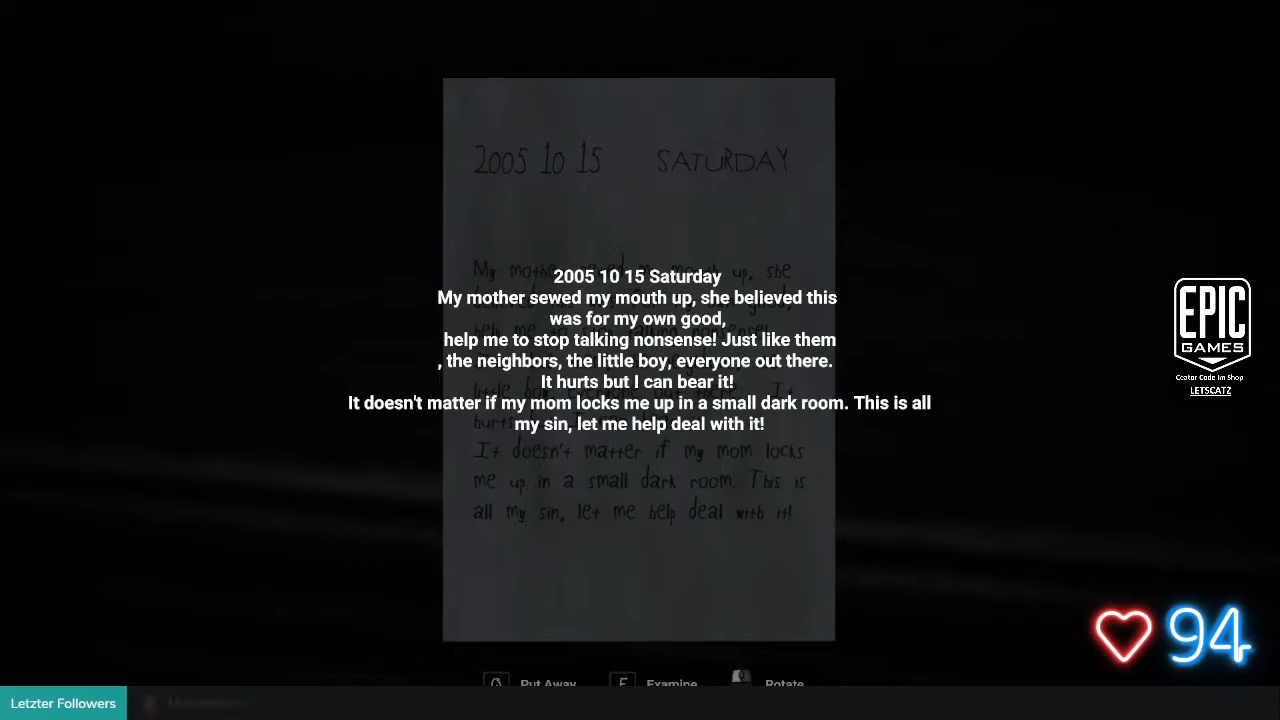 2005 10 15 SATURDAY
2005 10 15 Saturday
My mother sewed my mouth up, she believed this
was for my own good,
help me to stop talking nonsense! Just like them
, the neighbors, the little boy, everyone out there.
It hurts but I can bear it!
It doesn't matter if my mom locks me up in a small dark room. This is all
my sin, let me help deal with it!
It doesn't matter if my mom locks
me up in a small dark room. This is
all my sin, let me help deal with it!
EPIC
GAMES
Ceator Code im Shop
LETSCATZ
94
Put Away
Examine
Rotate
Letzter Followers